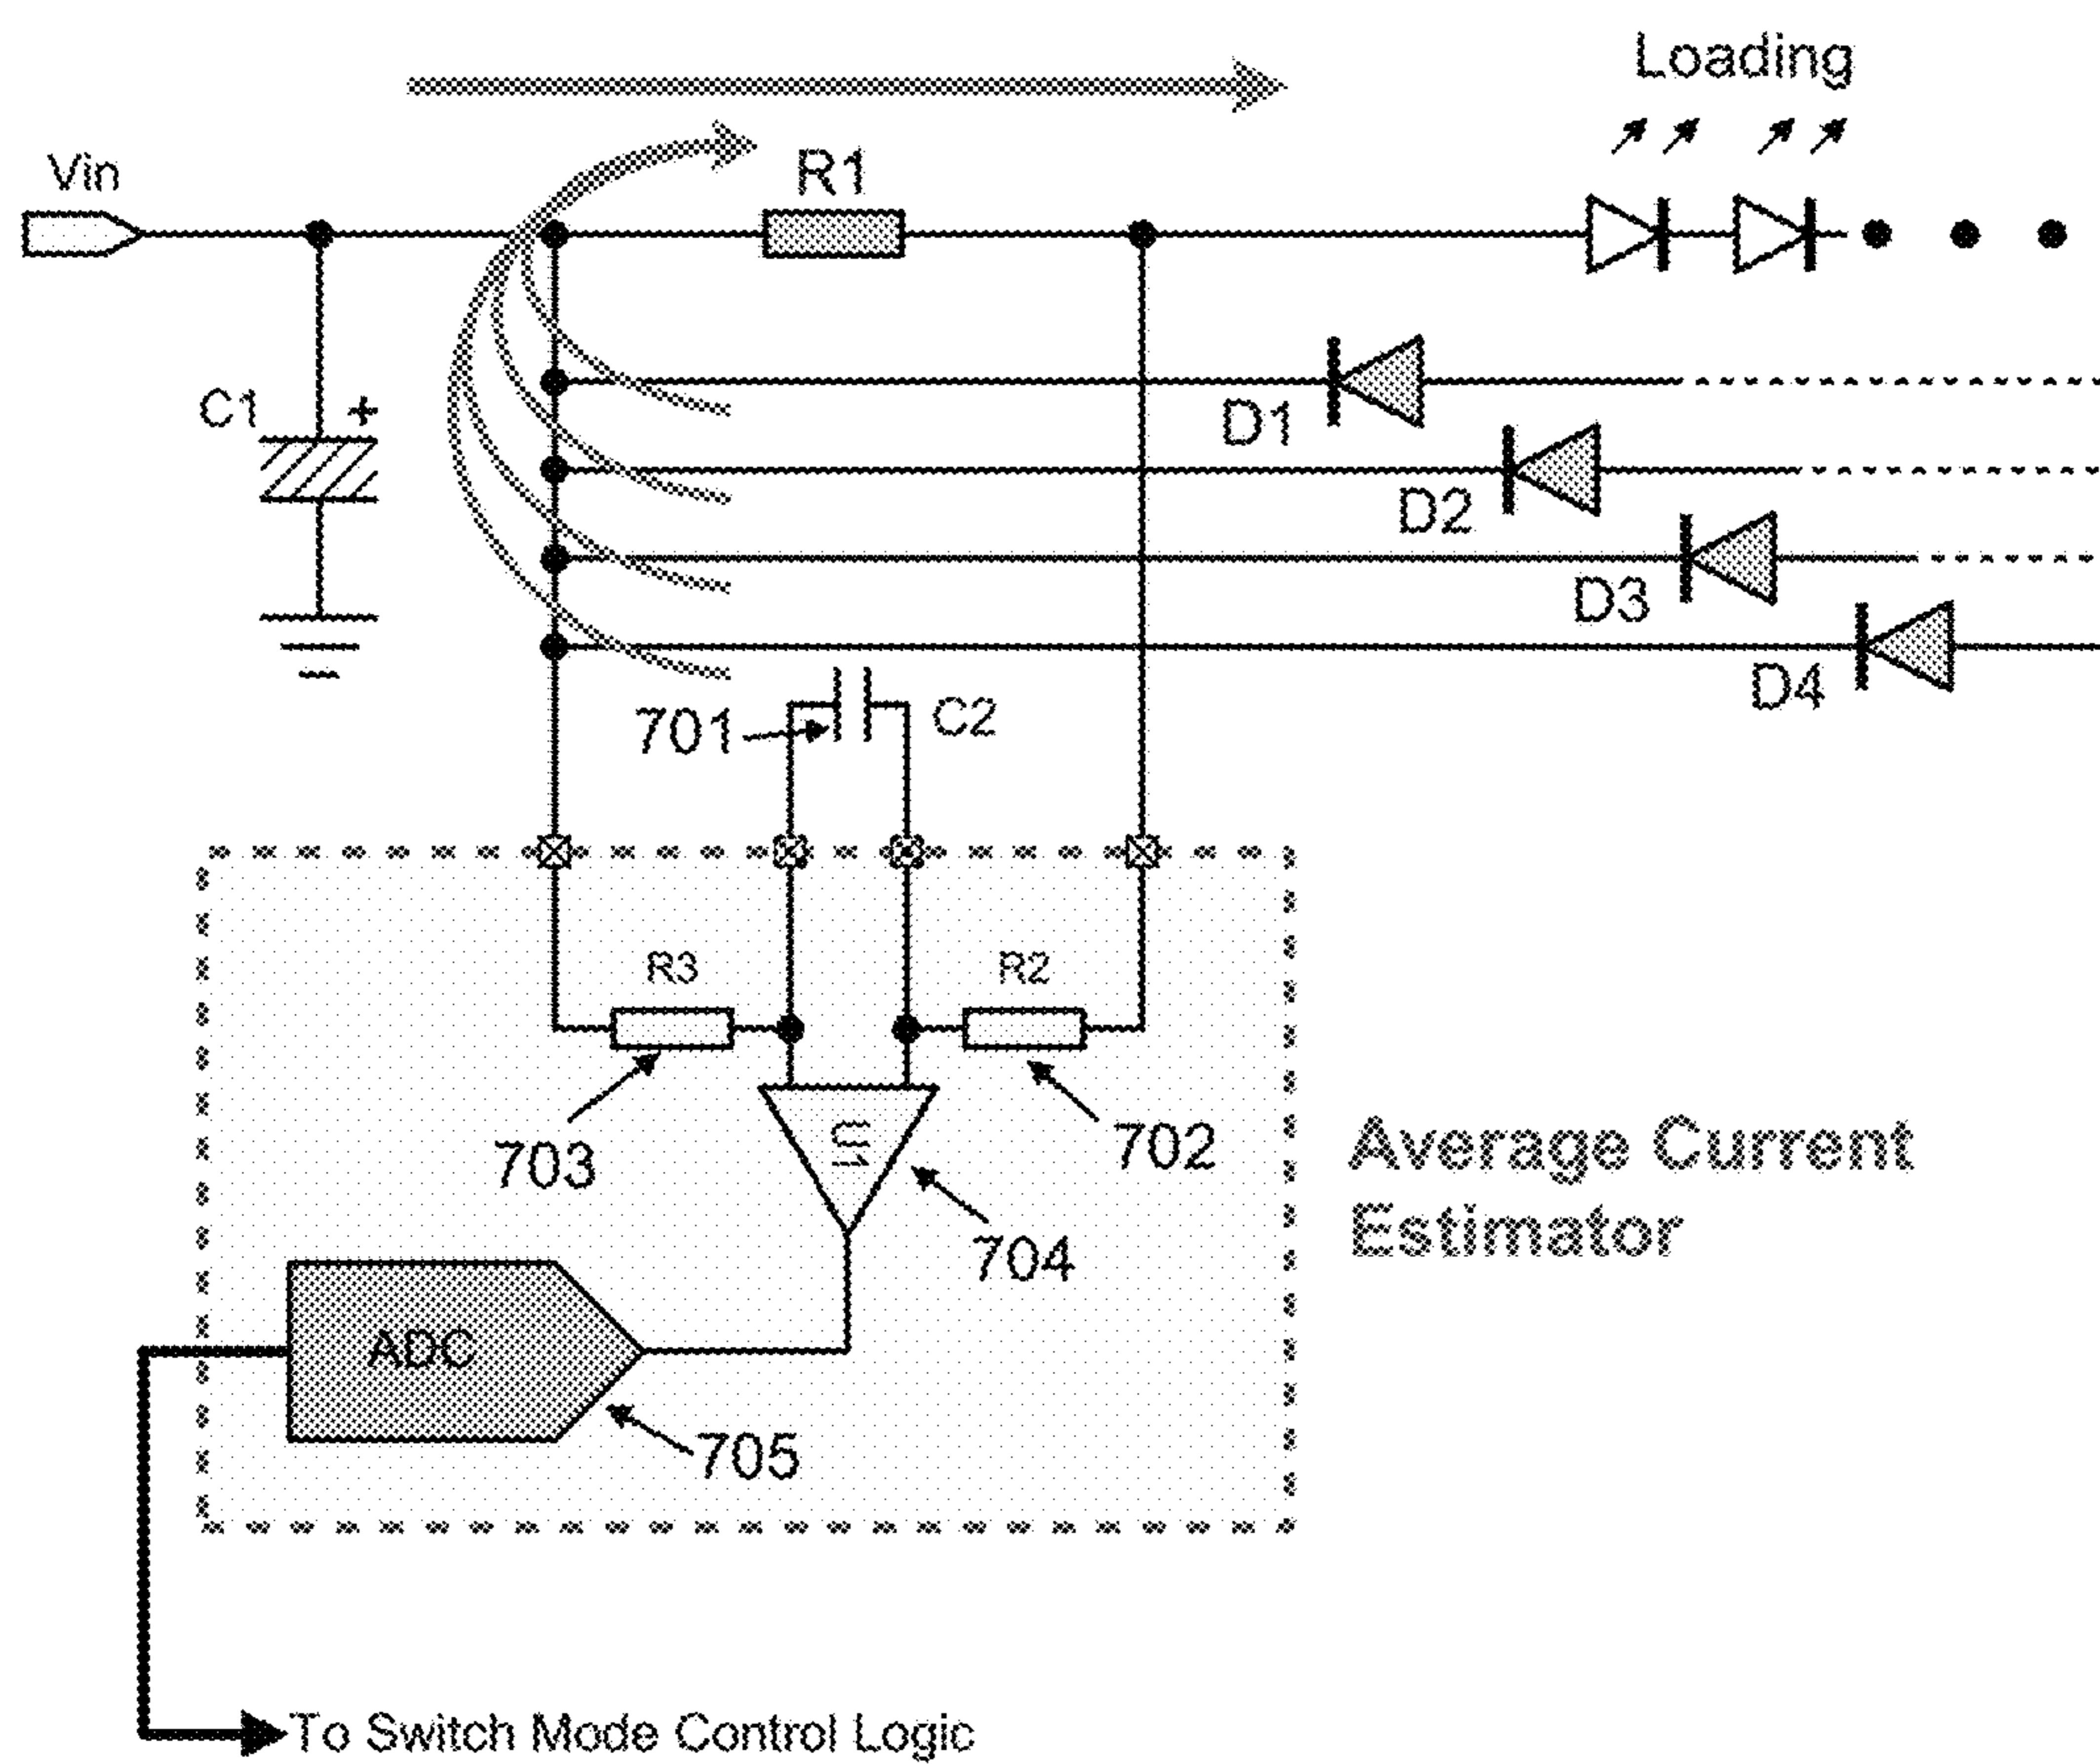 Loading
Vin
R1
C1
+
D1
D2
D3
D4
701
C2
R3
R2
703
702
U1
704
Average Current
Estimator
ADC
705
To Switch Mode Control Logic